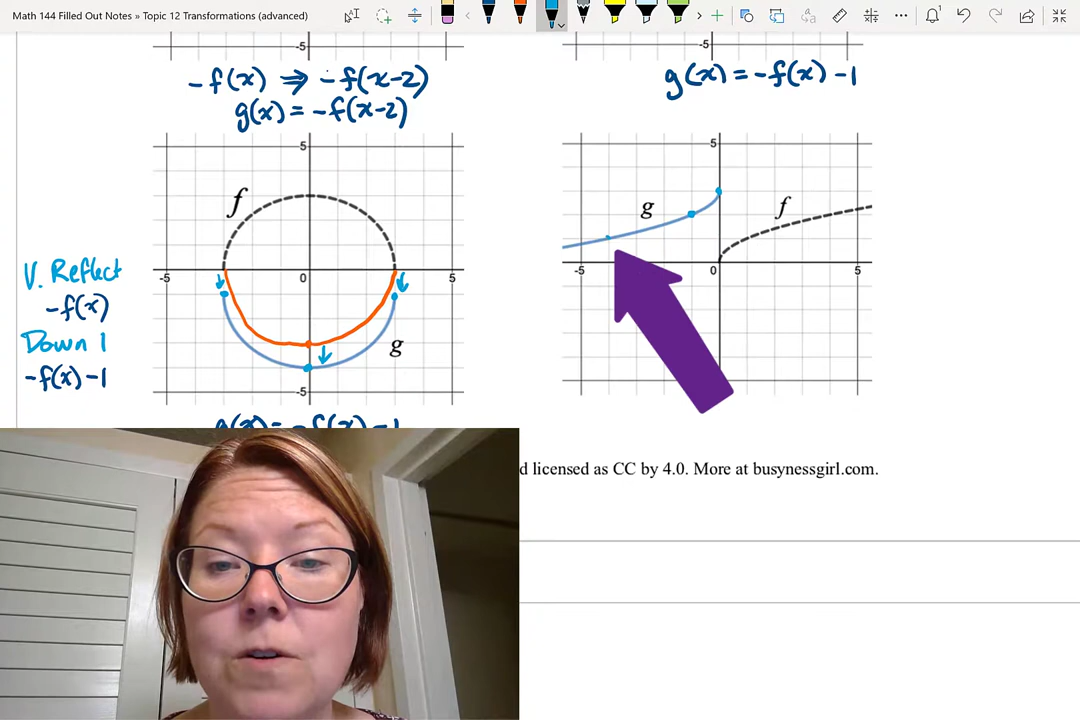 Math 144 Filled Out Notes » Topic 12 Transformations (advanced)
-5
-5
-f(x) ⇒ -f(x-2)
g(x) = -f(x-2)
g(x) = -f(x) -1
5
f
-5
0
5
g
-5
V. Reflect
-f(x)
Down 1
-f(x)-1
g(x) = -f(x)-1
5
g
f
-5
0
5
d licensed as CC by 4.0. More at busynessgirl.com.